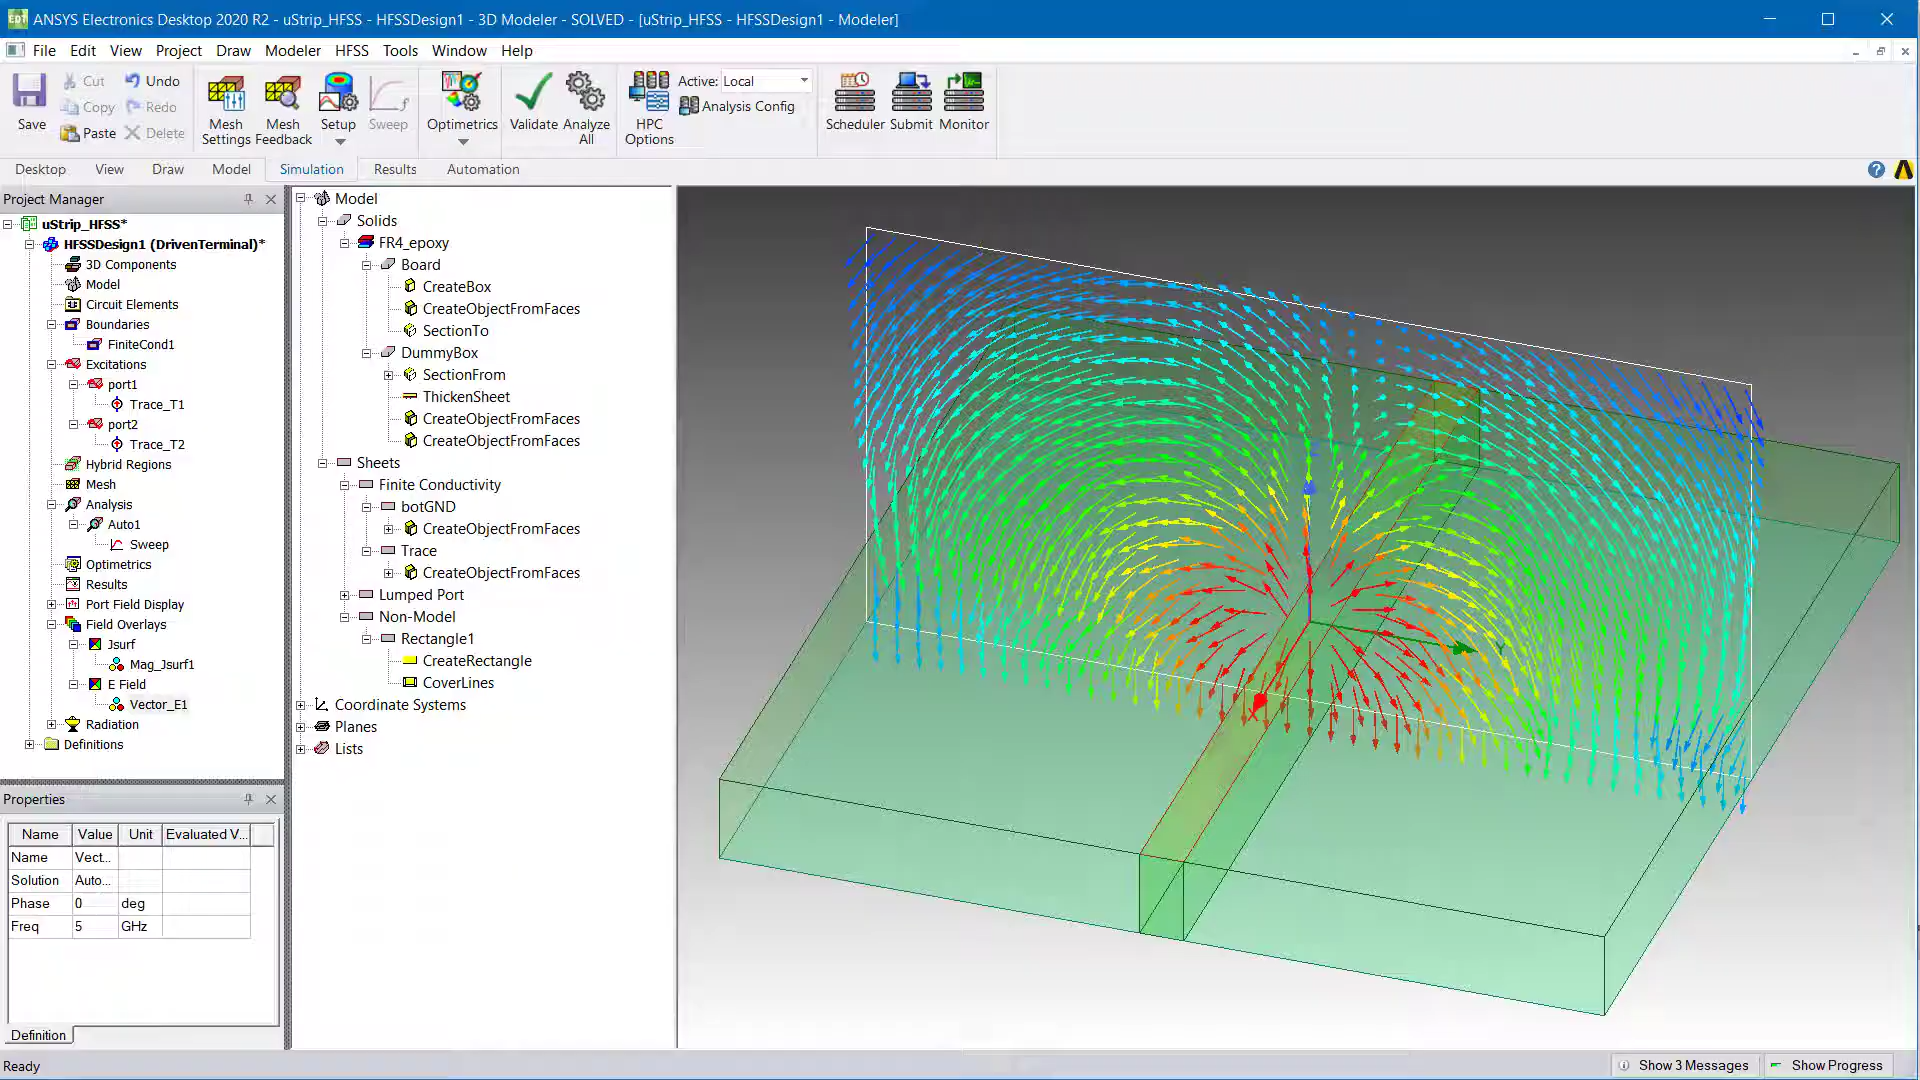 ANSYS Electronics Desktop 2020 R2 - uStrip_HFSS - HFSSDesign1 - 3D Modeler - SOLVED - [uStrip_HFSS - HFSSDesign1 - Modeler]
File Edit View Project Draw Modeler HFSS Tools Window Help
Save
Cut
Copy
Paste
Undo
Redo
Delete
Mesh Settings
Mesh Feedback
Setup
Sweep
Optimetrics
Validate
Analyze All
HPC Options
Active: Local
Analysis Config
Scheduler
Submit
Monitor
Desktop View Draw Model Simulation Results Automation
Project Manager
uStrip_HFSS*
HFSSDesign1 (DrivenTerminal)*
3D Components
Model
Circuit Elements
Boundaries
FiniteCond1
Excitations
port1
Trace_T1
port2
Trace_T2
Hybrid Regions
Mesh
Analysis
Auto1
Sweep
Optimetrics
Results
Port Field Display
Field Overlays
Jsurf
Mag_Jsurf1
E Field
Vector_E1
Radiation
Definitions
Properties
Name Value Unit Evaluated V...
Name Vect...
Solution Auto...
Phase 0 deg
Freq 5 GHz
Definition
Model
Solids
FR4_epoxy
Board
CreateBox
CreateObjectFromFaces
SectionTo
DummyBox
SectionFrom
ThickenSheet
CreateObjectFromFaces
CreateObjectFromFaces
Sheets
Finite Conductivity
botGND
CreateObjectFromFaces
Trace
CreateObjectFromFaces
Lumped Port
Non-Model
Rectangle1
CreateRectangle
CoverLines
Coordinate Systems
Planes
Lists
Y
X
Ready
Show 3 Messages
Show Progress